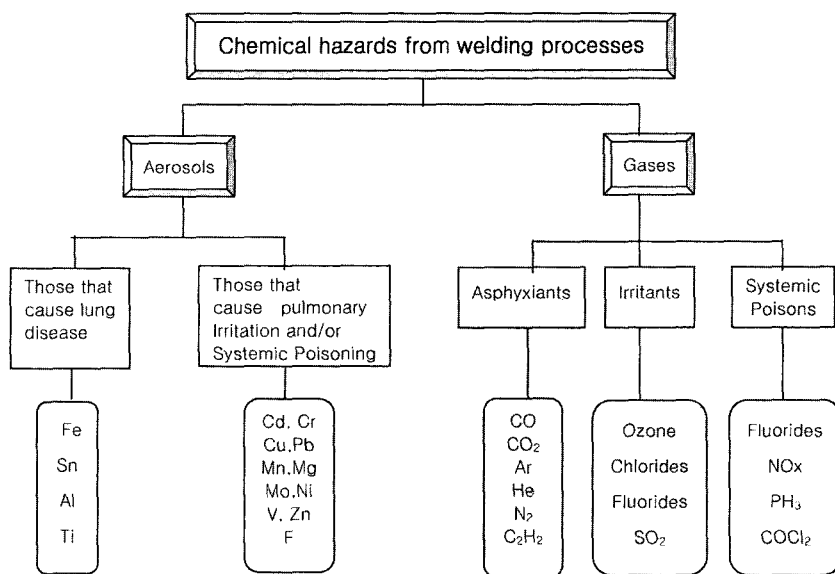 Chemical hazards from welding processes
Aerosols
Gases
Those that
cause lung
disease
Those that
cause pulmonary
Irritation and/or
Systemic Poisoning
Asphyxiants
Irritants
Systemic
Poisons
Fe
Sn
Al
Ti
Cd, Cr
Cu,Pb
Mn,Mg
Mo,Ni
V, Zn
F
CO
CO₂
Ar
He
N₂
C₂H₂
Ozone
Chlorides
Fluorides
SO₂
Fluorides
NOx
PH₃
COCl₂